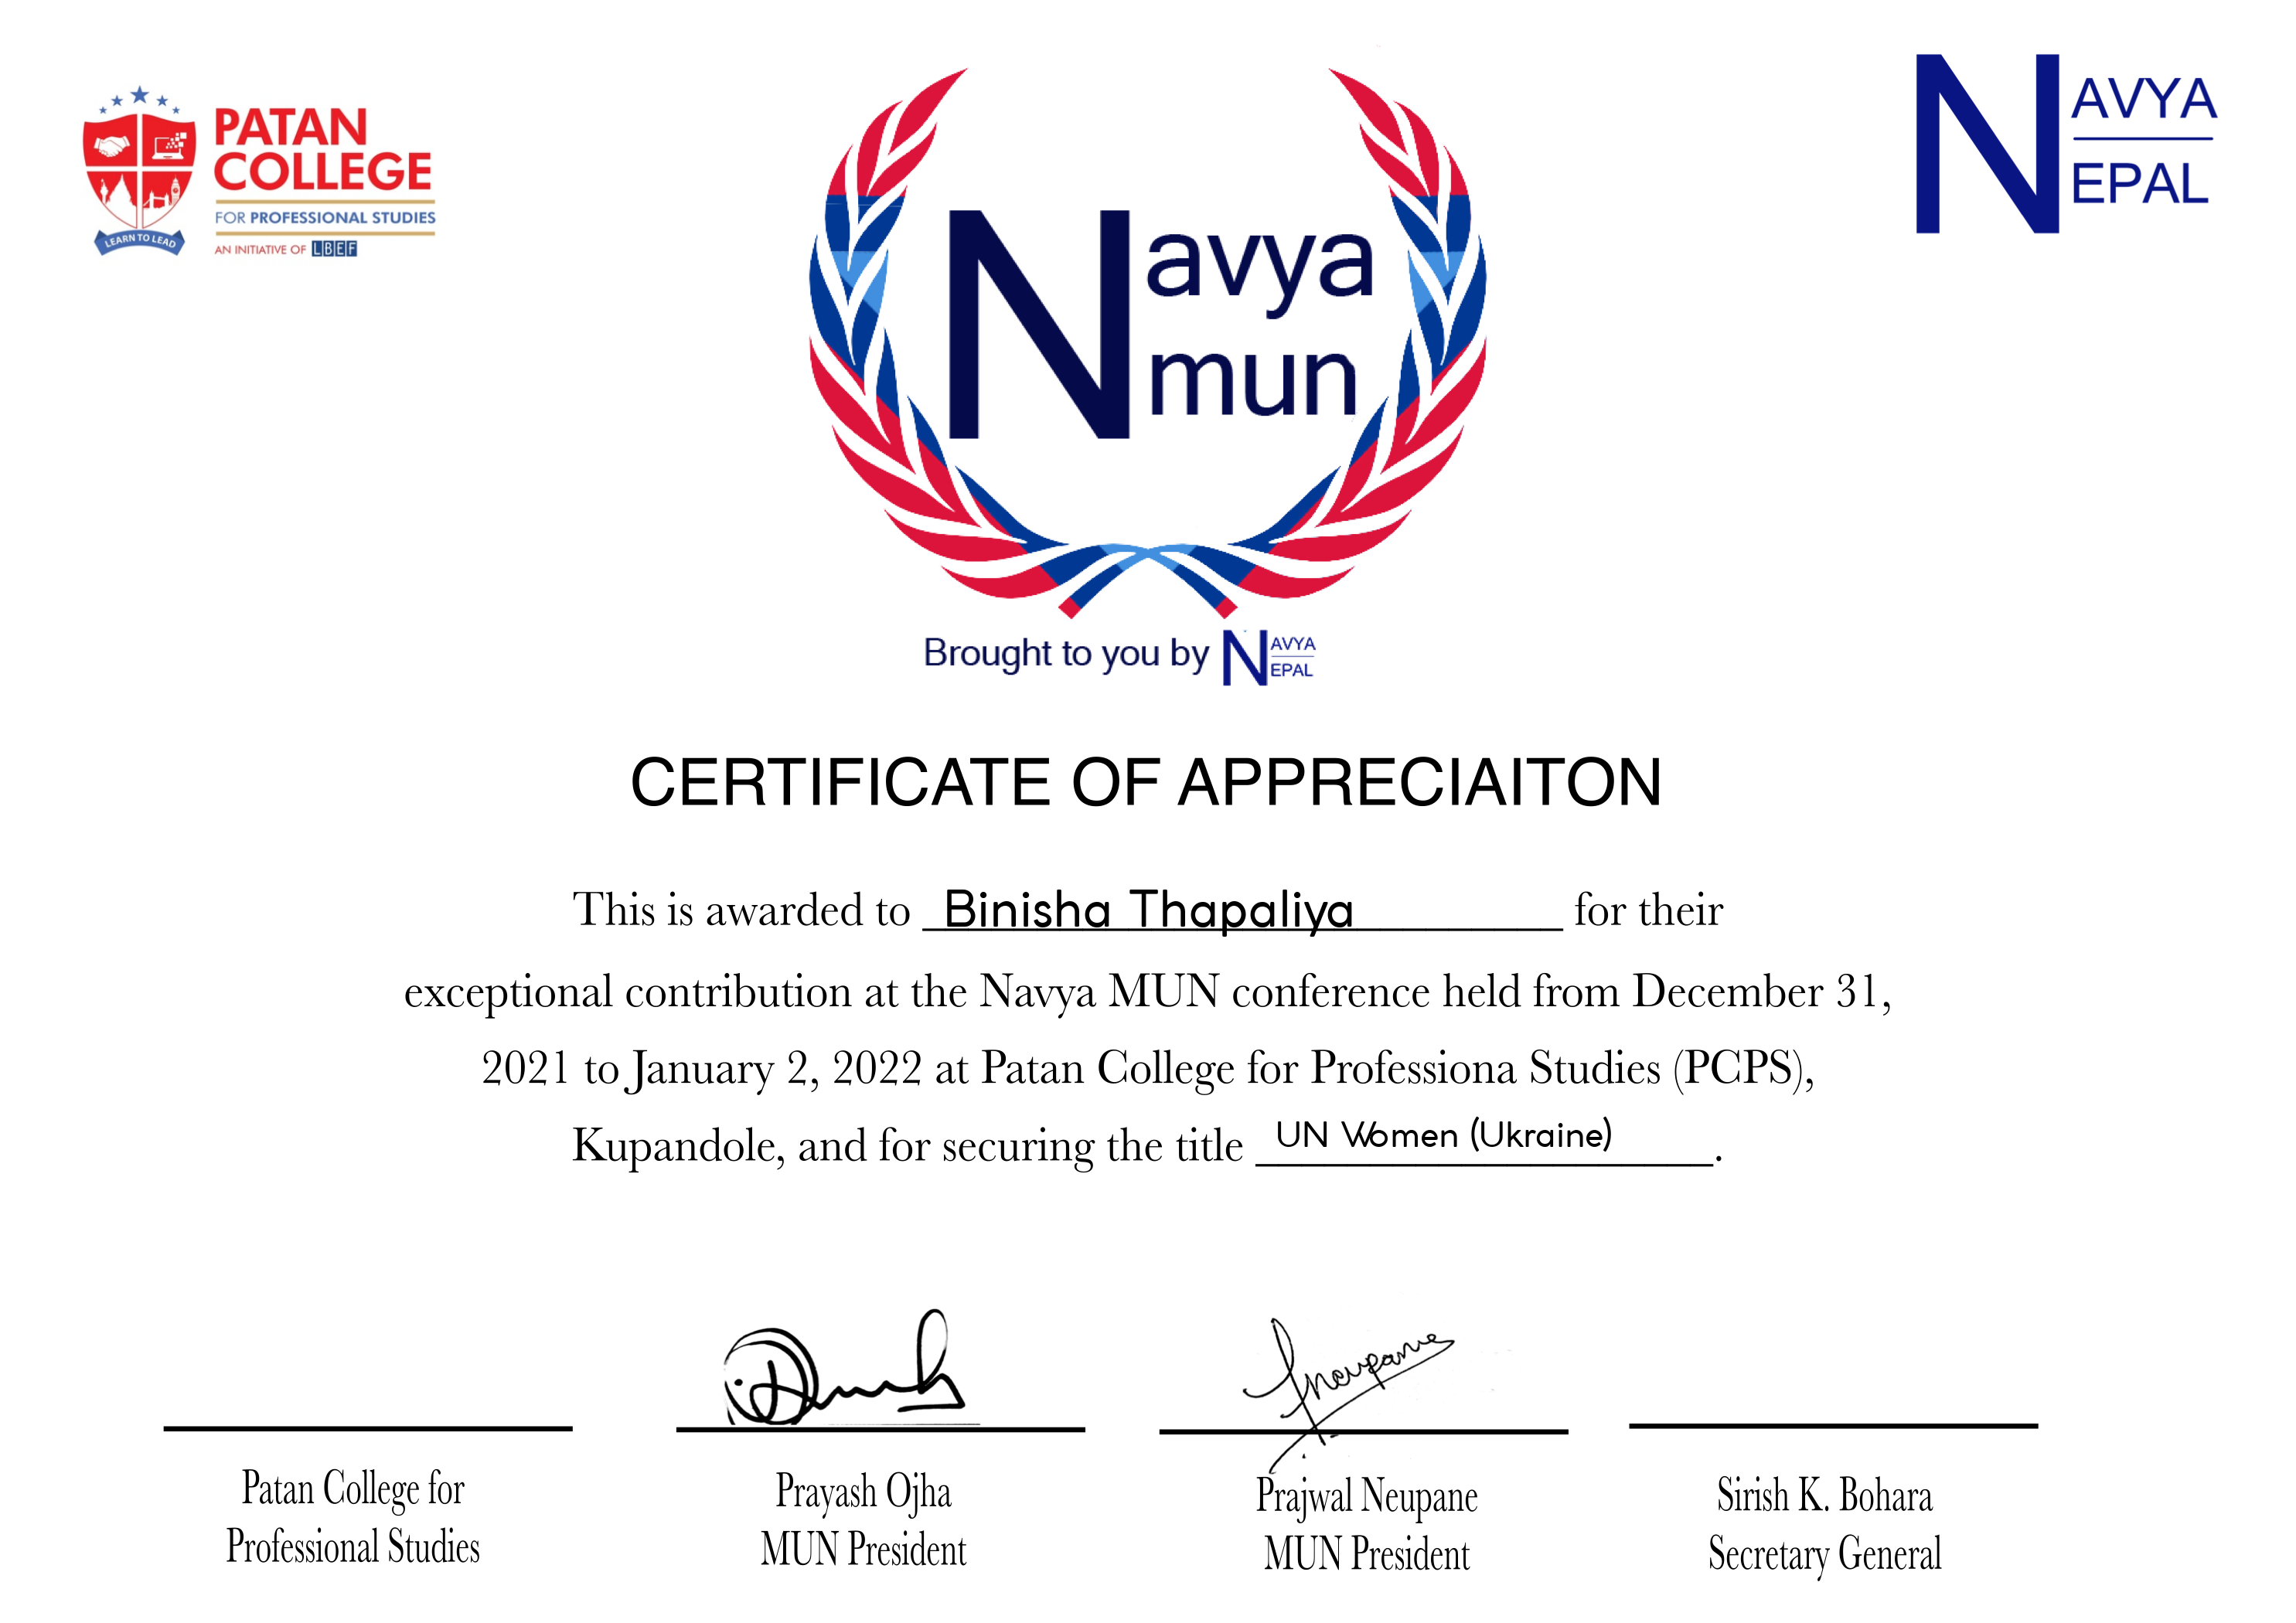 PATAN
COLLEGE
FOR PROFESSIONAL STUDIES
AN INITIATIVE OF LBEF
LEARN TO LEAD
Navya
mun
NAVYA
NEPAL
Brought to you by NAVYA NEPAL
CERTIFICATE OF APPRECIAITON
This is awarded to Binisha Thapaliya for their
exceptional contribution at the Navya MUN conference held from December 31,
2021 to January 2, 2022 at Patan College for Professiona Studies (PCPS),
Kupandole, and for securing the title UN Women (Ukraine).
Neupane
Patan College for
Professional Studies
Prayash Ojha
MUN President
Prajwal Neupane
MUN President
Sirish K. Bohara
Secretary General